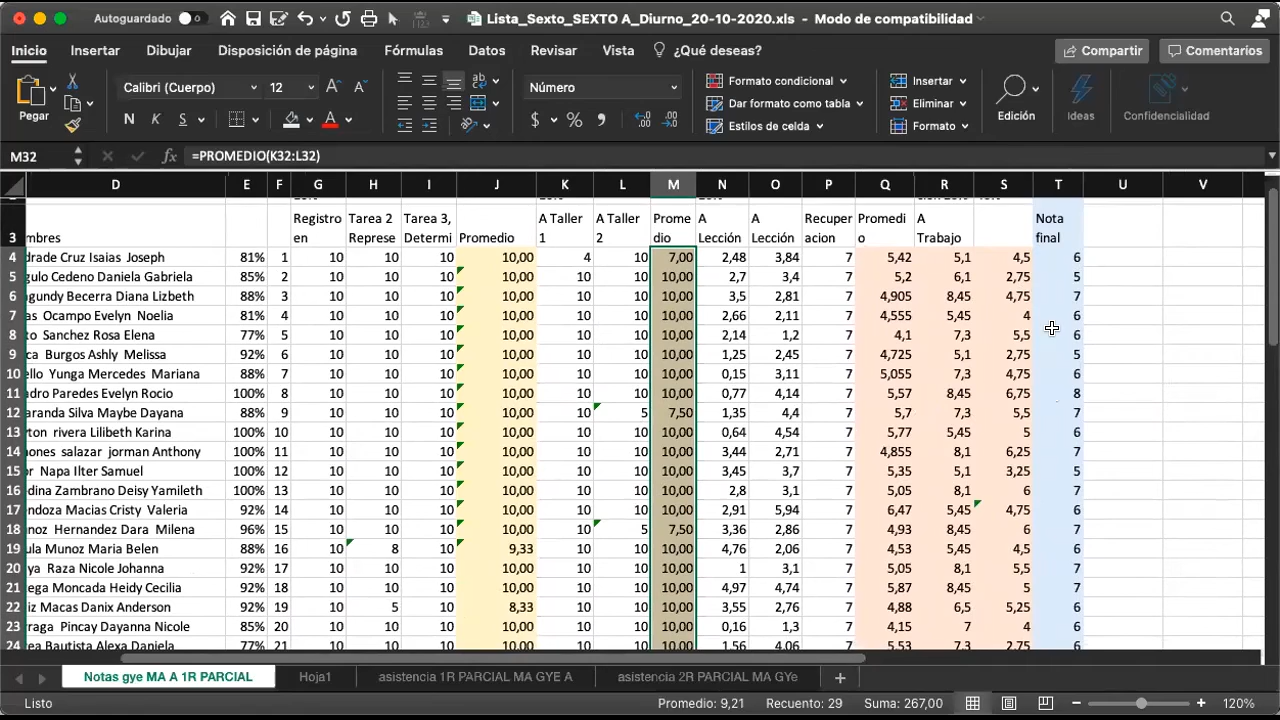 Autoguardado Lista_Sexto_SEXTO A_Diurno_20-10-2020.xls - Modo de compatibilidad
Inicio Insertar Dibujar Disposición de página Fórmulas Datos Revisar Vista ¿Qué deseas? Compartir Comentarios
Calibri (Cuerpo) 12 Número Formato condicional Insertar
Dar formato como tabla Eliminar
Pegar N K S Estilos de celda Formato Edición Ideas Confidencialidad
M32 fx =PROMEDIO(K32:L32)
D E F G H I J K L M N O P Q R S T U V
Registro Tarea 2 Tarea 3, A Taller A Taller Prome A A Recuper Promedi A Nota
3 mbres en Represe Determi Promedio 1 2 dio Lección Lección acion o Trabajo final
4 drade Cruz Isaias Joseph 81% 1 10 10 10 10,00 4 10 7,00 2,48 3,84 7 5,42 5,1 4,5 6
5 gulo Cedeno Daniela Gabriela 85% 2 10 10 10 10,00 10 10 10,00 2,7 3,4 7 5,2 6,1 2,75 5
6 gundy Becerra Diana Lizbeth 88% 3 10 10 10 10,00 10 10 10,00 3,5 2,81 7 4,905 8,45 4,75 7
7 as Ocampo Evelyn Noelia 81% 4 10 10 10 10,00 10 10 10,00 2,66 2,11 7 4,555 5,45 4 6
8 to Sanchez Rosa Elena 77% 5 10 10 10 10,00 10 10 10,00 2,14 1,2 7 4,1 7,3 5,5 6
9 ca Burgos Ashly Melissa 92% 6 10 10 10 10,00 10 10 10,00 1,25 2,45 7 4,725 5,1 2,75 5
10 ello Yunga Mercedes Mariana 88% 7 10 10 10 10,00 10 10 10,00 0,15 3,11 7 5,055 7,3 4,75 6
11 adro Paredes Evelyn Rocio 100% 8 10 10 10 10,00 10 10 10,00 0,77 4,14 7 5,57 8,45 6,75 8
12 aranda Silva Maybe Dayana 88% 9 10 10 10 10,00 10 5 7,50 1,35 4,4 7 5,7 7,3 5,5 7
13 rton rivera Lilibeth Karina 100% 10 10 10 10 10,00 10 10 10,00 0,64 4,54 7 5,77 5,45 5 6
14 ones salazar jorman Anthony 100% 11 10 10 10 10,00 10 10 10,00 3,44 2,71 7 4,855 8,1 6,25 7
15 or Napa Ilter Samuel 100% 12 10 10 10 10,00 10 10 10,00 3,45 3,7 7 5,35 5,1 3,25 5
16 dina Zambrano Deisy Yamileth 100% 13 10 10 10 10,00 10 10 10,00 2,8 3,1 7 5,05 8,1 6 7
17 ndoza Macias Cristy Valeria 92% 14 10 10 10 10,00 10 10 10,00 2,91 5,94 7 6,47 5,45 4,75 6
18 noz Hernandez Dara Milena 96% 15 10 10 10 10,00 10 5 7,50 3,36 2,86 7 4,93 8,45 6 7
19 ula Munoz Maria Belen 88% 16 10 8 10 9,33 10 10 10,00 4,76 2,06 7 4,53 5,45 4,5 6
20 ya Raza Nicole Johanna 92% 17 10 10 10 10,00 10 10 10,00 1 3,1 7 5,05 8,1 5,5 7
21 ega Moncada Heidy Cecilia 92% 18 10 10 10 10,00 10 10 10,00 4,97 4,74 7 5,87 8,45 5 7
22 iz Macas Danix Anderson 92% 19 10 5 10 8,33 10 10 10,00 3,55 2,76 7 4,88 6,5 5,25 6
23 rraga Pincay Dayanna Nicole 85% 20 10 10 10 10,00 10 10 10,00 0,16 1,3 7 4,15 7 4 6
24 rea Bautista Alexa Daniela 77% 21 10 10 10 10,00 10 10 10,00 1,56 4,06 7 5,53 7,3 2,75 6
Notas gye MA A 1R PARCIAL Hoja1 asistencia 1R PARCIAL MA GYE A asistencia 2R PARCIAL MA GYe
Listo Promedio: 9,21 Recuento: 29 Suma: 267,00 120%